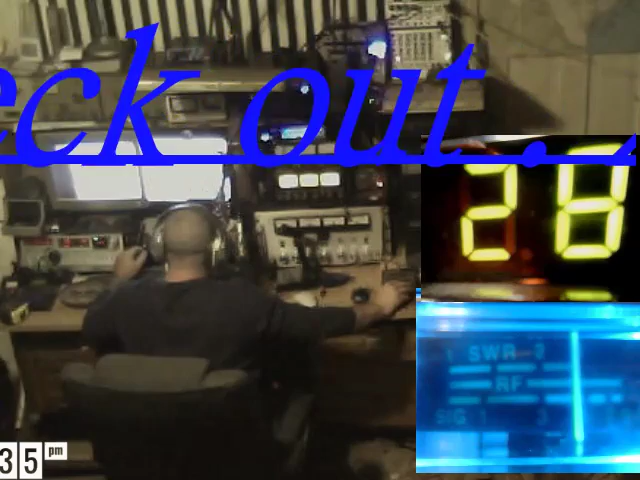 eck out . .
28
SWR
RF
SIG 1 3
35 pm